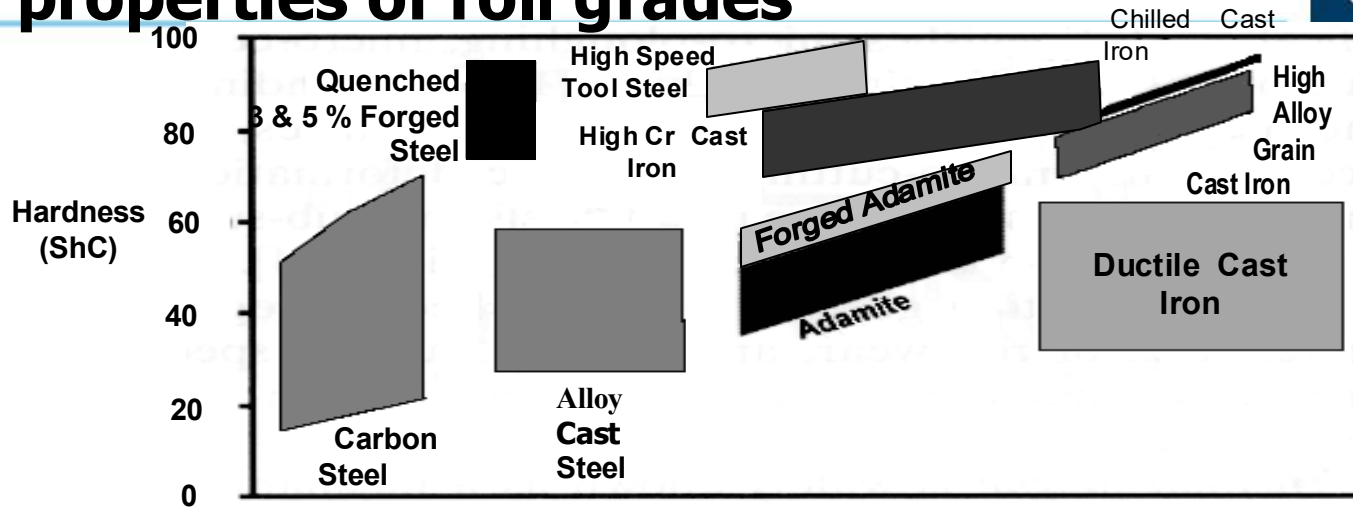 properties of roll grades
100
80
60
40
20
0
Hardness
(ShC)
Quenched
3 & 5 % Forged
Steel
High Speed
Tool Steel
High Cr Cast
Iron
Chilled Cast
Iron
High
Alloy
Grain
Cast Iron
Forged Adamite
Adamite
Ductile Cast
Iron
Carbon
Steel
Alloy
Cast
Steel